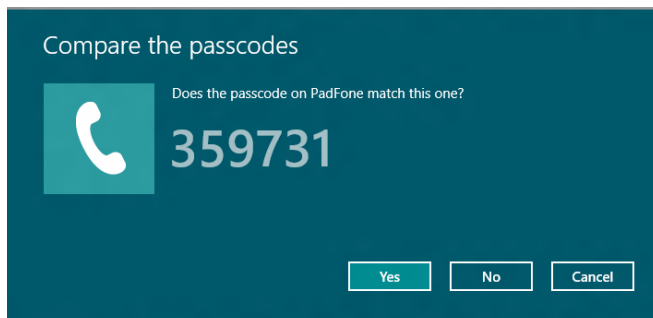 Compare the passcodes
Does the passcode on PadFone match this one?
359731
Yes No Cancel